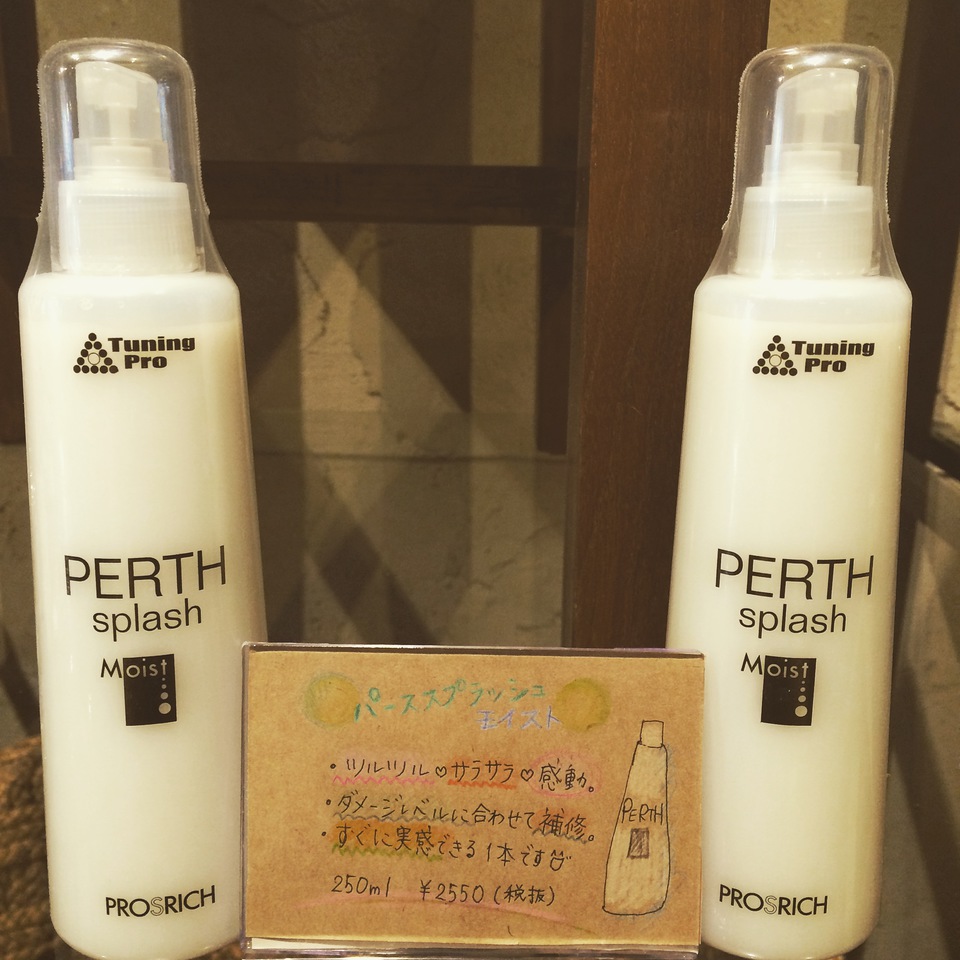 Tuning
Pro
PERTH
splash
Moist
PROSRICH
パーススプラッシュ
モイスト
・ツルツル♡サラサラ♡感動。
・ダメージレベルに合わせて補修。
・すぐに実感できる1本です
250ml ¥2550(税抜)
PERTH
Tuning
Pro
PERTH
splash
Moist
PROSRICH